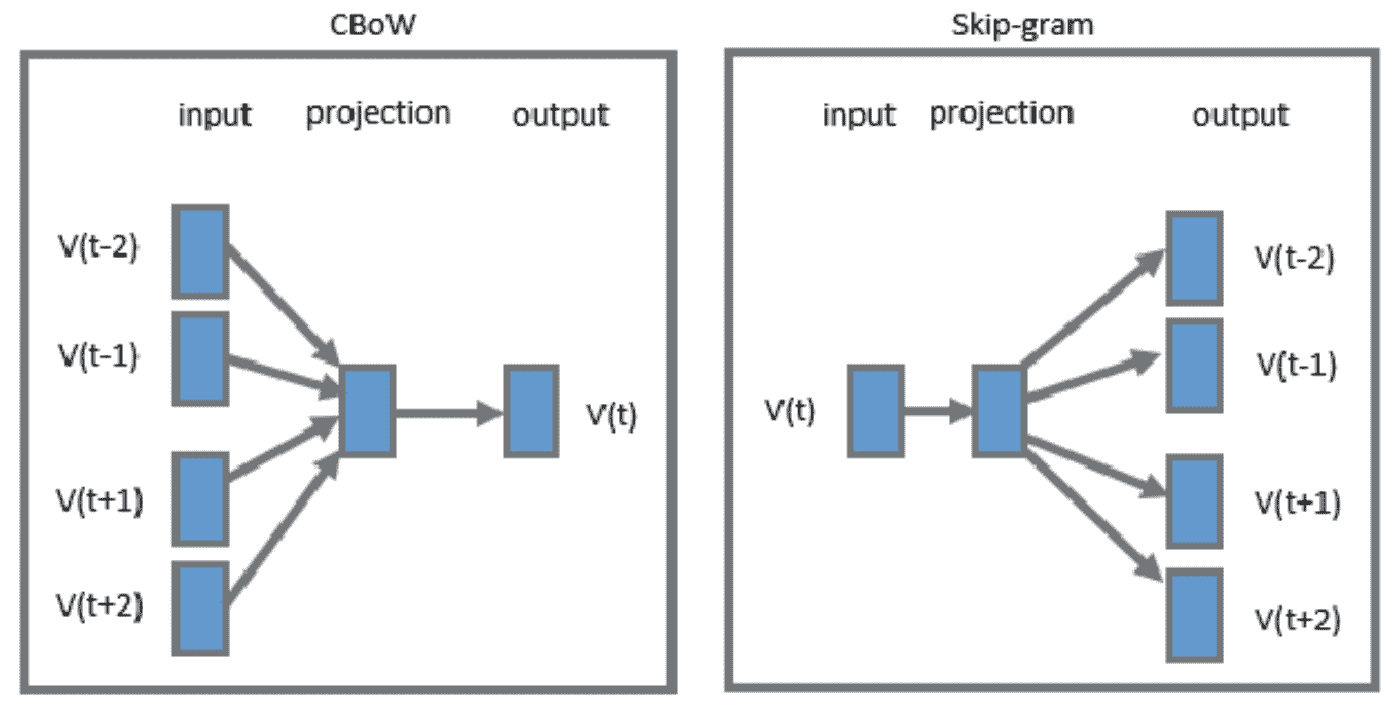 CBoW
input projection output
V(t-2)
V(t-1)
V(t)
V(t+1)
V(t+2)
Skip-gram
input projection output
V(t-2)
V(t-1)
V(t)
V(t+1)
V(t+2)